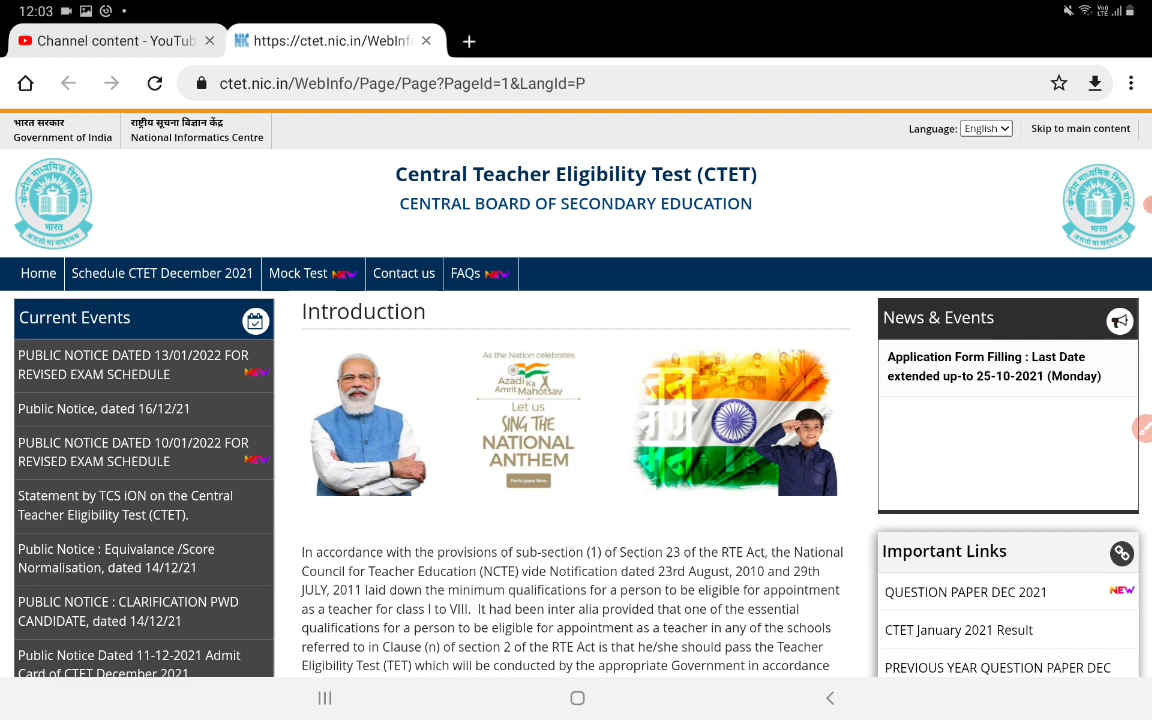 12:03
Channel content - YouTub
https://ctet.nic.in/WebInf
ctet.nic.in/WebInfo/Page/Page?PageId=1&LangId=P
भारत सरकार
Government of India
राष्ट्रीय सूचना विज्ञान केंद्र
National Informatics Centre
Language: English
Skip to main content
Central Teacher Eligibility Test (CTET)
CENTRAL BOARD OF SECONDARY EDUCATION
केन्द्रीय माध्यमिक शिक्षा बोर्ड
भारत
असतो मा सद्गमय
केन्द्रीय माध्यमिक शिक्षा बोर्ड
भारत
असतो मा सद्गमय
Home
Schedule CTET December 2021
Mock Test NEW
Contact us
FAQs NEW
Current Events
PUBLIC NOTICE DATED 13/01/2022 FOR
REVISED EXAM SCHEDULE NEW
Public Notice, dated 16/12/21
PUBLIC NOTICE DATED 10/01/2022 FOR
REVISED EXAM SCHEDULE NEW
Statement by TCS iON on the Central
Teacher Eligibility Test (CTET).
Public Notice : Equivalance /Score
Normalisation, dated 14/12/21
PUBLIC NOTICE : CLARIFICATION PWD
CANDIDATE, dated 14/12/21
Public Notice Dated 11-12-2021 Admit
Card of CTET December 2021
Introduction
As the Nation celebrates
Azadi Ka
Amrit Mahotsav
Let us
SING THE
NATIONAL
ANTHEM
In accordance with the provisions of sub-section (1) of Section 23 of the RTE Act, the National
Council for Teacher Education (NCTE) vide Notification dated 23rd August, 2010 and 29th
JULY, 2011 laid down the minimum qualifications for a person to be eligible for appointment
as a teacher for class I to VIII. It had been inter alia provided that one of the essential
qualifications for a person to be eligible for appointment as a teacher in any of the schools
referred to in Clause (n) of section 2 of the RTE Act is that he/she should pass the Teacher
Eligibility Test (TET) which will be conducted by the appropriate Government in accordance
News & Events
Application Form Filling : Last Date
extended up-to 25-10-2021 (Monday)
Important Links
QUESTION PAPER DEC 2021 NEW
CTET January 2021 Result
PREVIOUS YEAR QUESTION PAPER DEC